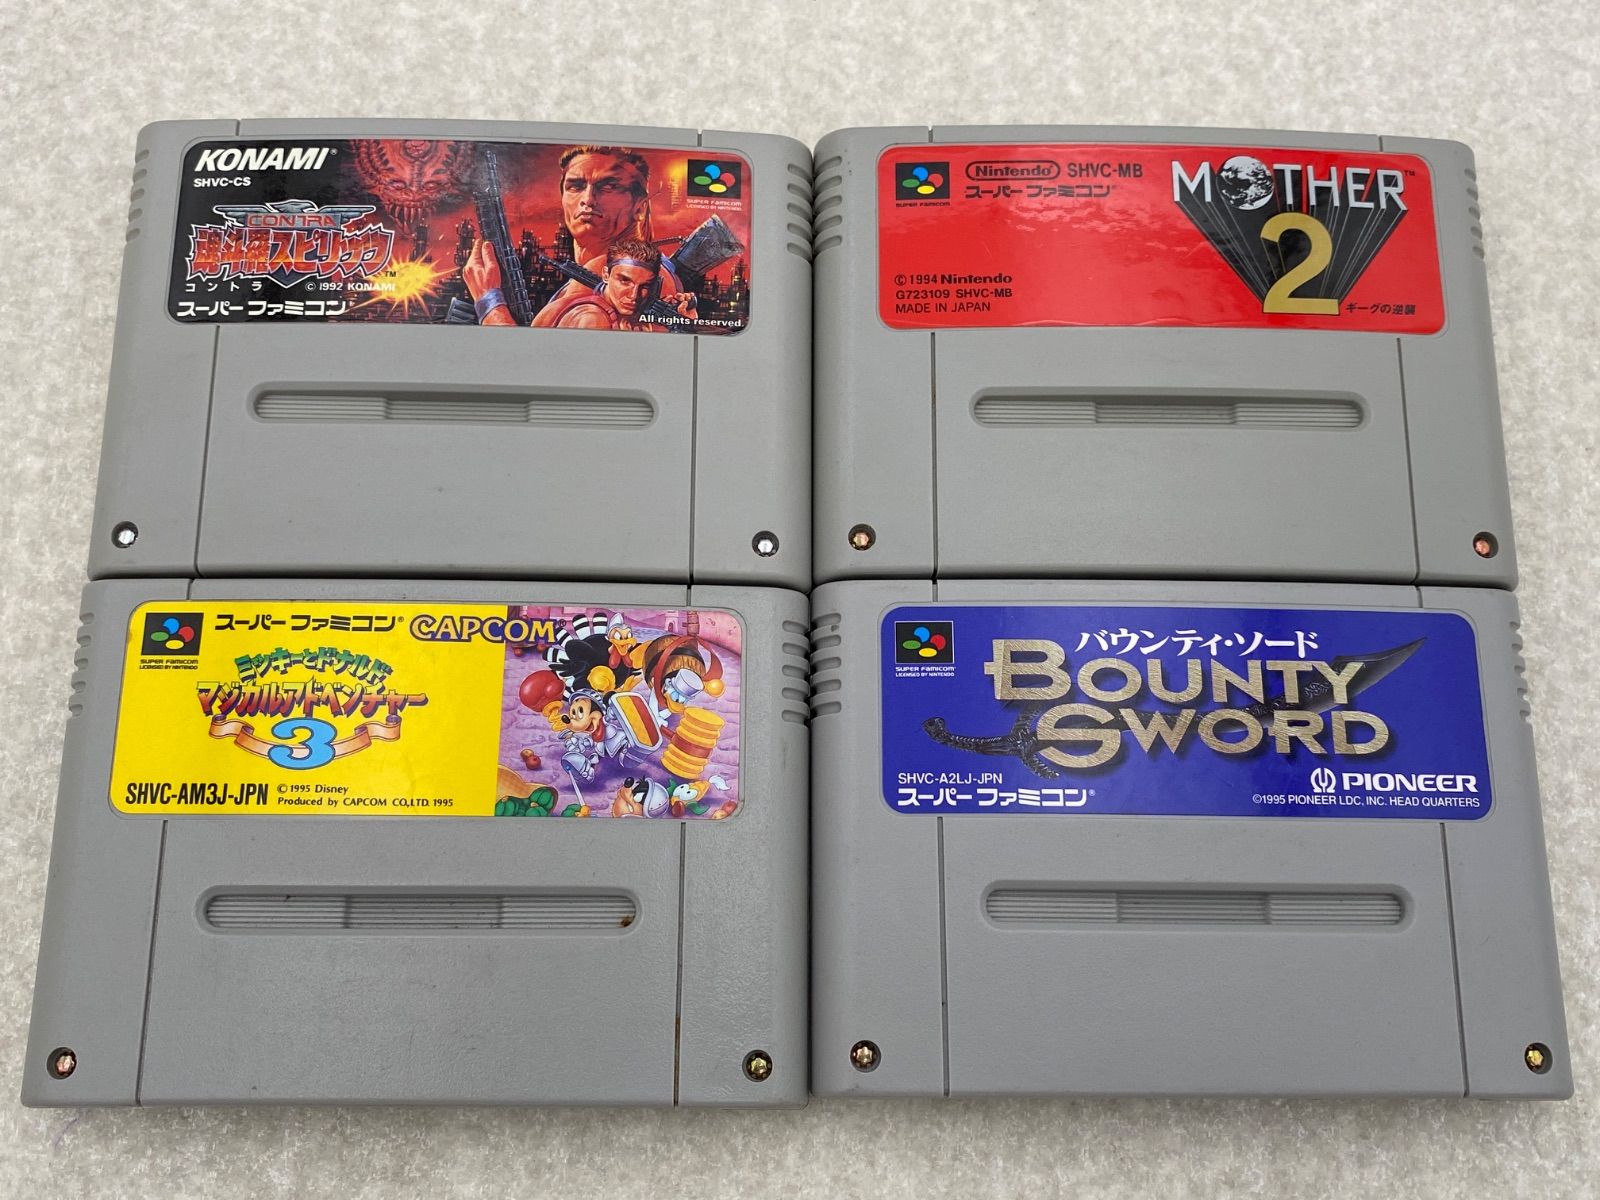 KONAMI®
SHVC-CS
SUPER FAMICOM
LICENSED BY NINTENDO
CONTRA
魂斗羅スピリッツ™
コントラ
© 1992 KONAMI
スーパーファミコン®
All rights reserved.
SUPER FAMICOM
Nintendo® SHVC-MB
スーパーファミコン®
MOTHER™
2
ギーグの逆襲
© 1994 Nintendo
G723109 SHVC-MB
MADE IN JAPAN
SUPER FAMICOM
LICENSED BY NINTENDO
スーパーファミコン® CAPCOM®
ミッキーとドナルド
マジカルアドベンチャー
3
SHVC-AM3J-JPN
© 1995 Disney
Produced by CAPCOM CO,.LTD. 1995
SUPER FAMICOM
LICENSED BY NINTENDO
バウンティ・ソード
BOUNTY
SWORD
SHVC-A2LJ-JPN
スーパーファミコン®
PIONEER
©1995 PIONEER LDC, INC. HEAD QUARTERS